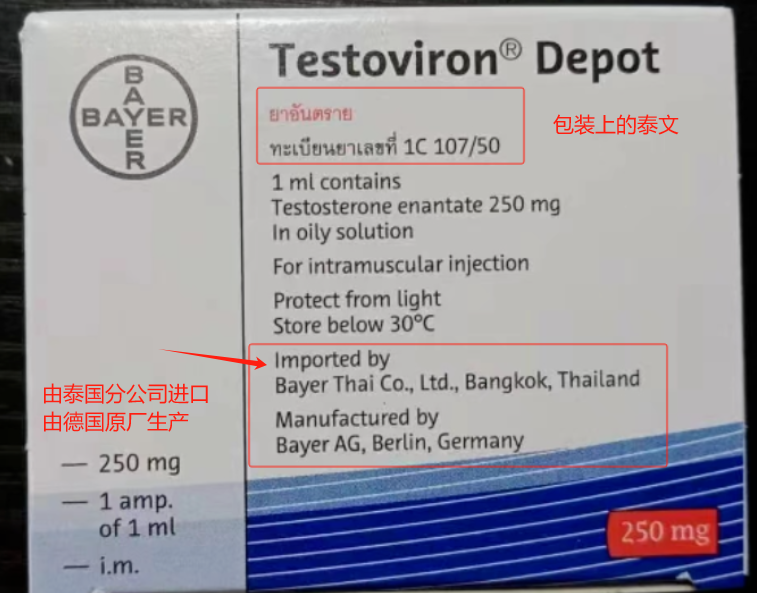 BAYER
BAYER
Testoviron® Depot
ยาอันตราย
ทะเบียนยาเลขที่ 1C 107/50
包装上的泰文
1 ml contains
Testosterone enantate 250 mg
In oily solution
For intramuscular injection
Protect from light
Store below 30°C
Imported by
Bayer Thai Co., Ltd., Bangkok, Thailand
Manufactured by
Bayer AG, Berlin, Germany
由泰国分公司进口
由德国原厂生产
— 250 mg
— 1 amp.
of 1 ml
— i.m.
250 mg